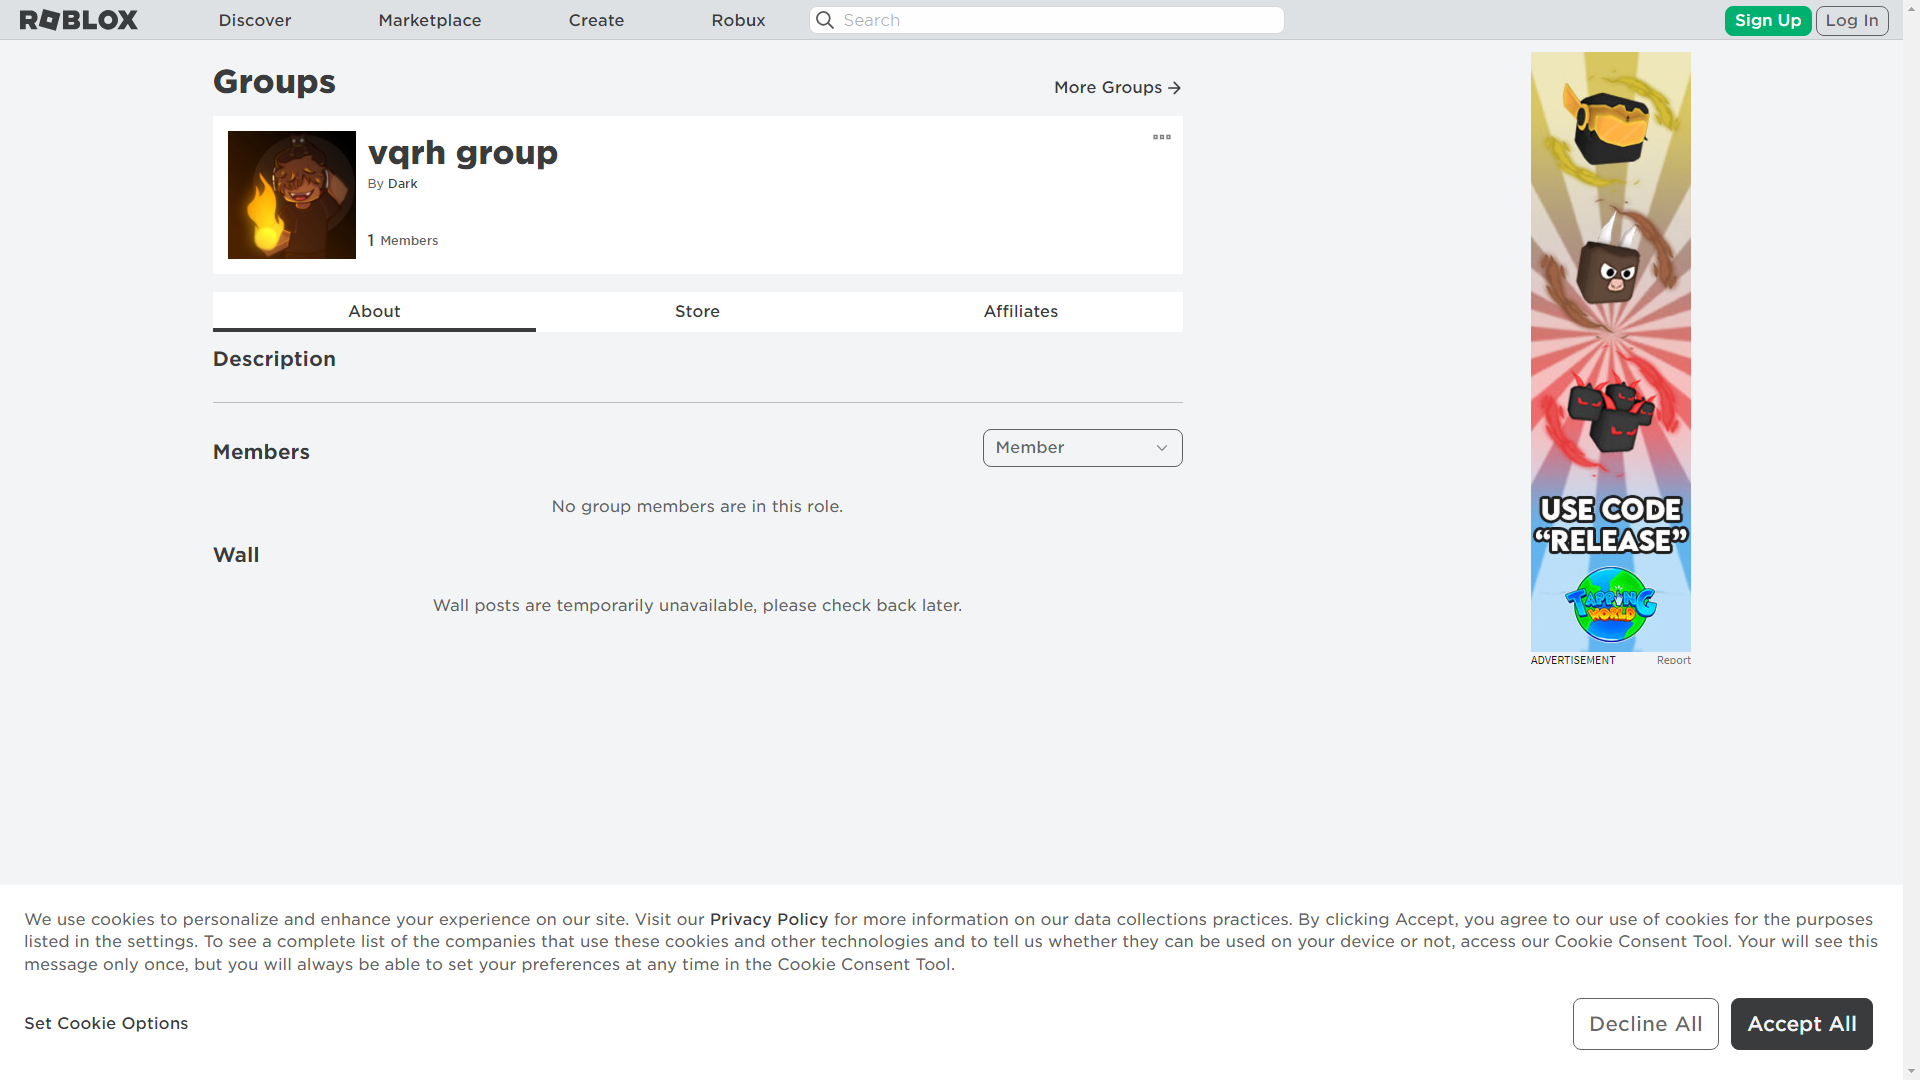 ROBLOX Discover Marketplace Create Robux Search Sign Up Log In
Groups
More Groups
vqrh group
By Dark
1 Members
About Store Affiliates
Description
Members
Member
No group members are in this role.
Wall
Wall posts are temporarily unavailable, please check back later.
USE CODE
“RELEASE”
TAPPING
WORLD
ADVERTISEMENT Report
We use cookies to personalize and enhance your experience on our site. Visit our Privacy Policy for more information on our data collections practices. By clicking Accept, you agree to our use of cookies for the purposes
listed in the settings. To see a complete list of the companies that use these cookies and other technologies and to tell us whether they can be used on your device or not, access our Cookie Consent Tool. Your will see this
message only once, but you will always be able to set your preferences at any time in the Cookie Consent Tool.
Set Cookie Options
Decline All
Accept All